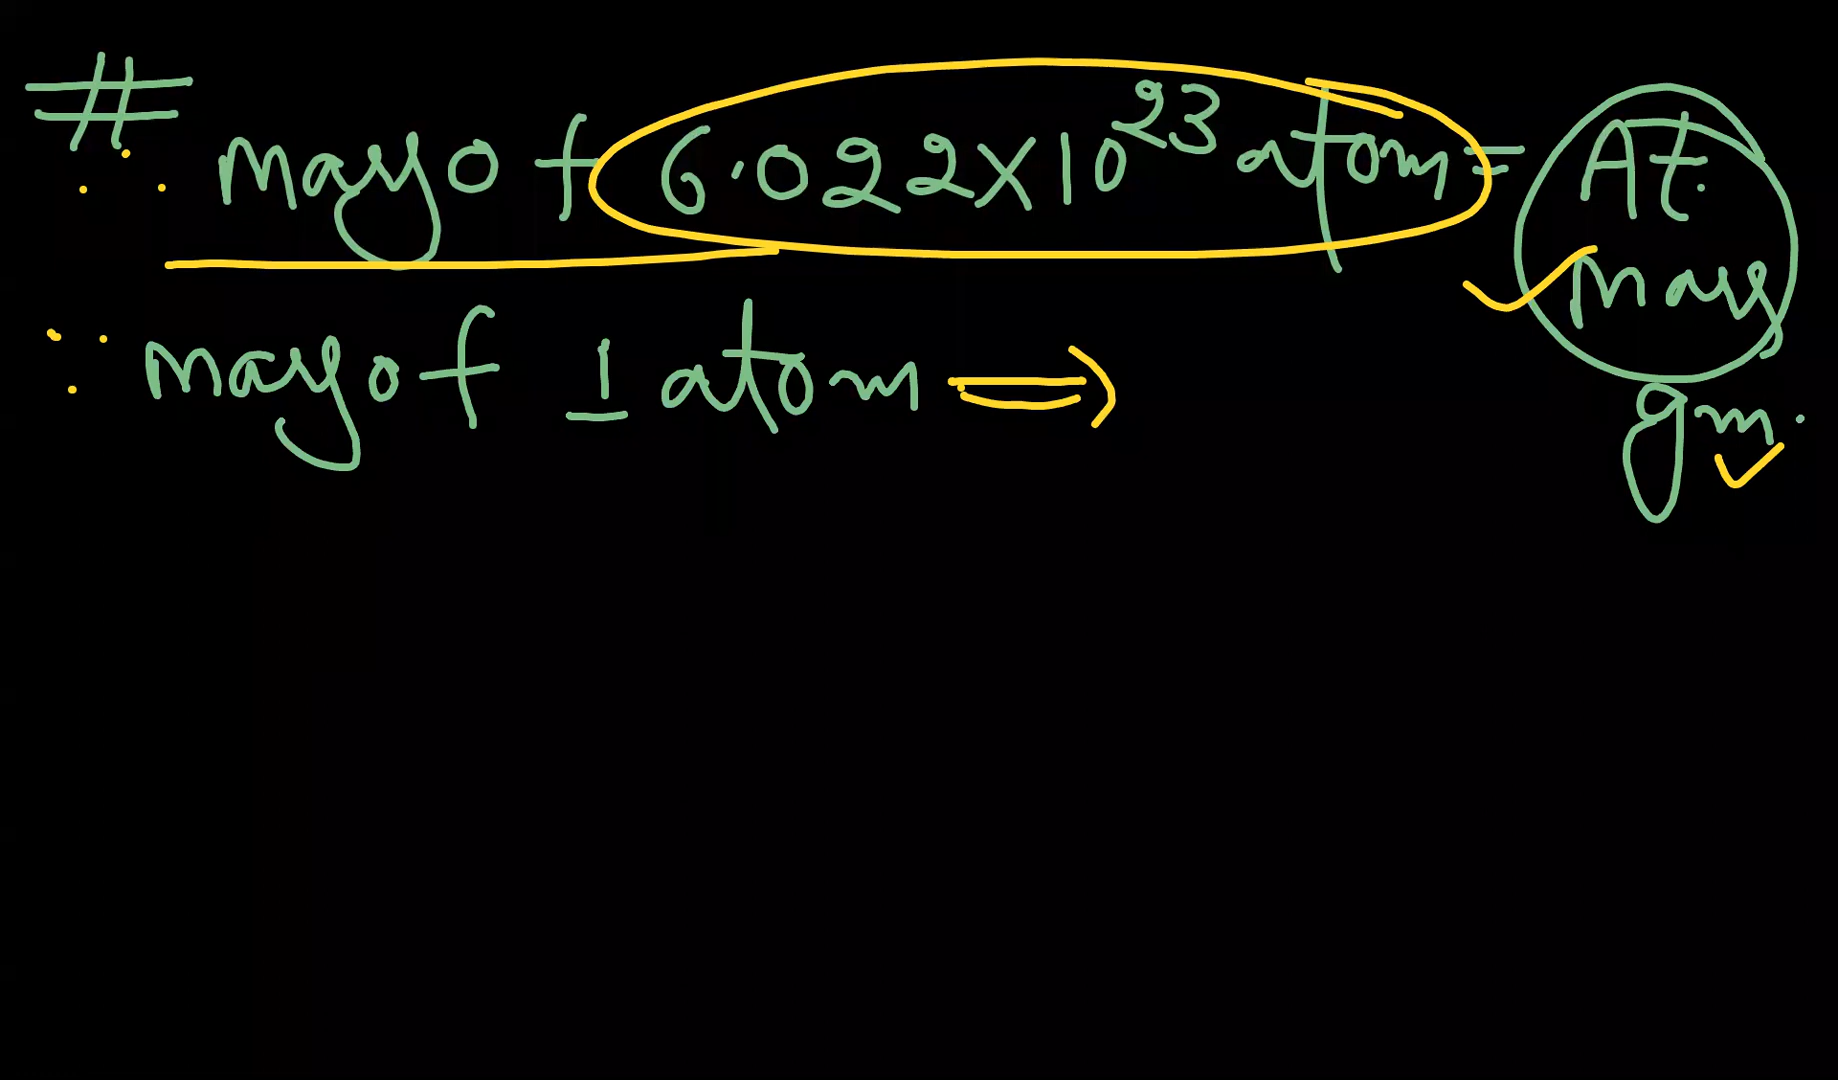 # ∵ mass of 6.022×10²³ atom = At.
mass
∴ mass of 1 atom ⇒
gm.